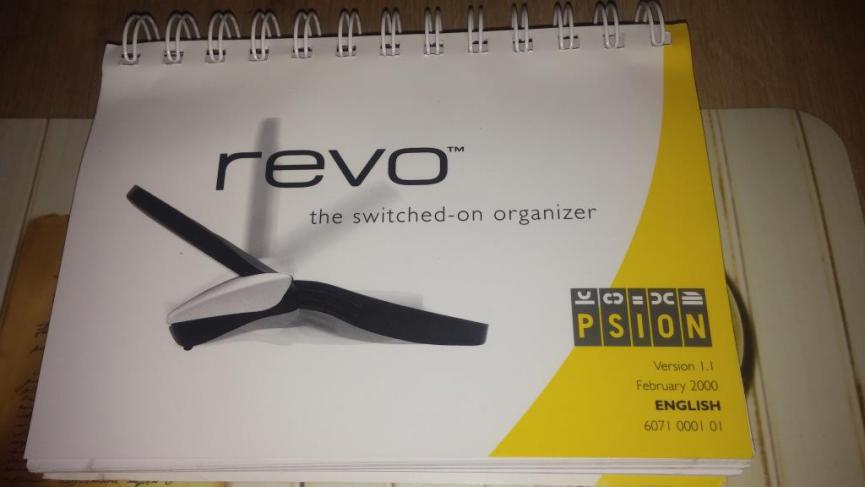 revo™
the switched-on organizer
PSION
Version 1.1
February 2000
ENGLISH
6071 0001 01